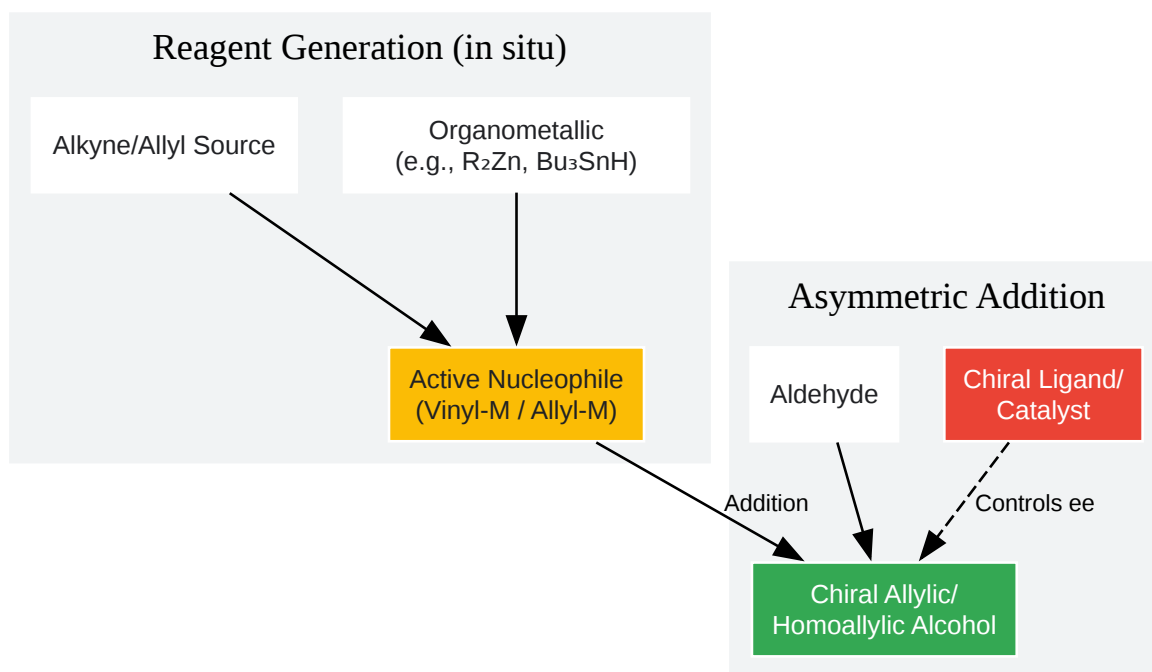 Reagent Generation (in situ)
Alkyne/Allyl Source
Organometallic
(e.g., R₂Zn, Bu₃SnH)
Active Nucleophile
(Vinyl-M / Allyl-M)
Asymmetric Addition
Aldehyde
Chiral Ligand/
Catalyst
Addition
Controls ee
Chiral Allylic/
Homoallylic Alcohol